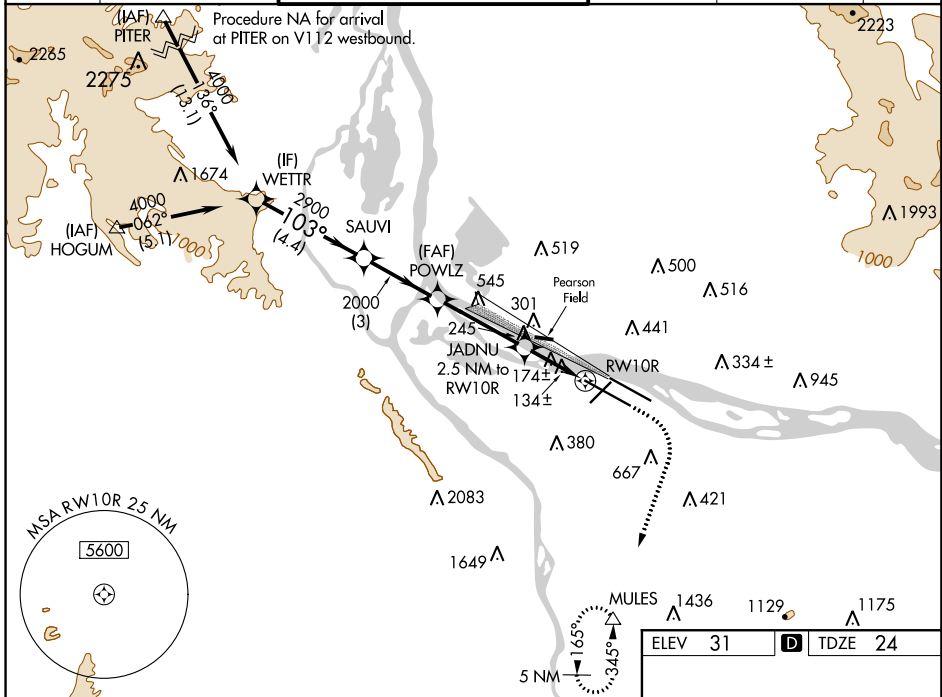 (IAF)
PITER
Procedure NA for arrival
at PITER on V112 westbound.
2223
2265
2275
4000
136°
(13.1)
1674
(IF)
WETTR
4000
062°
(5.1)
(IAF)
HOGUM
1000
2900
103°
(4.4)
SAUVI
(FAF)
POWLZ
2000
(3)
519
500
516
1993
1000
545
301
Pearson
Field
441
245
JADNU
2.5 NM to
RW10R
174±
134±
RW10R
334±
945
380
667
421
2083
1649
MSA RW10R 25 NM
5600
MULES
1436
1129
1175
165°
345°
5 NM
ELEV 31
D
TDZE 24